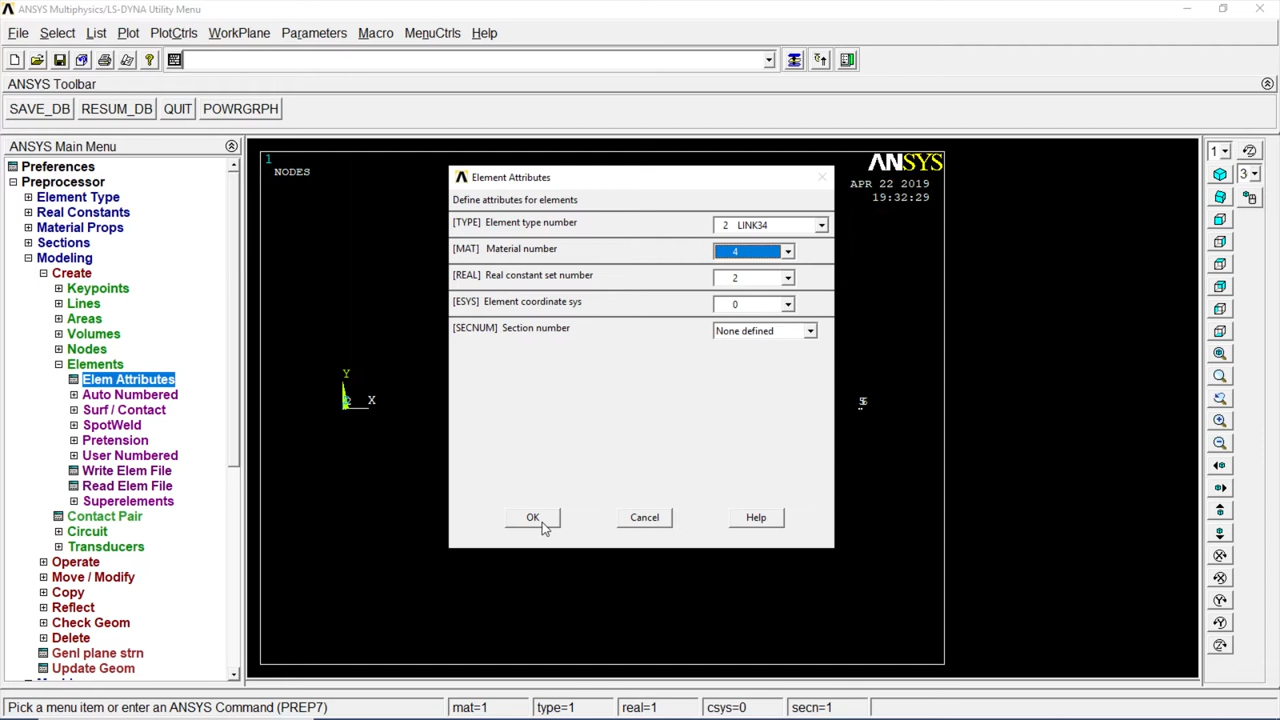 ANSYS Multiphysics/LS-DYNA Utility Menu
File Select List Plot PlotCtrls WorkPlane Parameters Macro MenuCtrls Help
ANSYS Toolbar
SAVE_DB RESUM_DB QUIT POWRGRPH
ANSYS Main Menu
Preferences
Preprocessor
Element Type
Real Constants
Material Props
Sections
Modeling
Create
Keypoints
Lines
Areas
Volumes
Nodes
Elements
Elem Attributes
Auto Numbered
Surf / Contact
SpotWeld
Pretension
User Numbered
Write Elem File
Read Elem File
Superelements
Contact Pair
Circuit
Transducers
Operate
Move / Modify
Copy
Reflect
Check Geom
Delete
Genl plane strn
Update Geom
1
NODES
ANSYS
APR 22 2019
19:32:29
Y
X
Element Attributes
Define attributes for elements
[TYPE] Element type number 2 LINK34
[MAT] Material number 4
[REAL] Real constant set number 2
[ESYS] Element coordinate sys 0
[SECNUM] Section number None defined
OK Cancel Help
1
3
Pick a menu item or enter an ANSYS Command (PREP7) mat=1 type=1 real=1 csys=0 secn=1